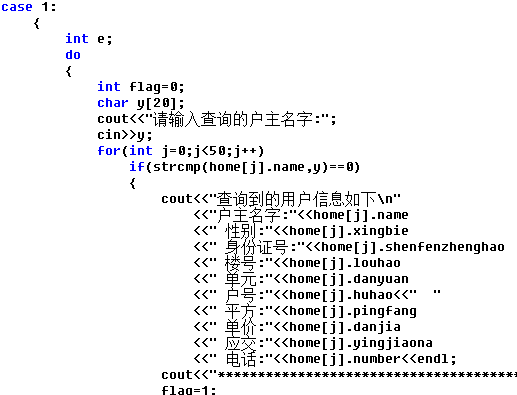 case 1:
{
int e;
do
{
int flag=0;
char y[20];
cout<<"请输入查询的户主名字:";
cin>>y;
for(int j=0;j<50;j++)
if(strcmp(home[j].name,y)==0)
{
cout<<"查询到的用户信息如下\n"
<<"户主名字:"<<home[j].name
<<" 性别:"<<home[j].xingbie
<<" 身份证号:"<<home[j].shenfenzhenghao
<<" 楼号:"<<home[j].louhao
<<" 单元:"<<home[j].danyuan
<<" 户号:"<<home[j].huhao<<"  "
<<" 平方:"<<home[j].pingfang
<<" 单价:"<<home[j].danjia
<<" 应交:"<<home[j].yingjiaona
<<" 电话:"<<home[j].number<<endl;
cout<<"**************************************
flag=1;